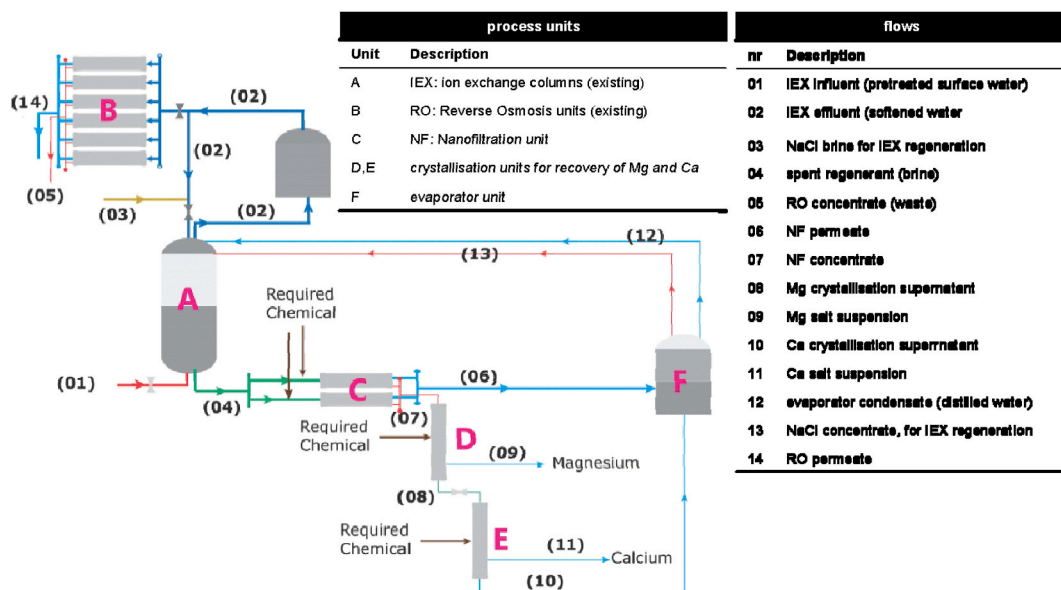 process units
Unit Description
A IEX: ion exchange columns (existing)
B RO: Reverse Osmosis units (existing)
C NF: Nanofiltration unit
D,E crystallisation units for recovery of Mg and Ca
F evaporator unit
flows
nr Description
01 IEX influent (pretreated surface water)
02 IEX effluent (softened water
03 NaCl brine for IEX regeneration
04 spent regenerant (brine)
05 RO concentrate (waste)
06 NF permeate
07 NF concentrate
08 Mg crystallisation supernatant
09 Mg salt suspension
10 Ca crystallisation superrnatant
11 Ca salt suspension
12 evaporator condensate (distilled water)
13 NaCl concentrate, for IEX regeneration
14 RO permeate
(14)
B
(02)
(02)
(05)
(03)
(02)
(12)
(13)
A
Required
Chemical
(01)
(04)
C
(06)
F
(07)
Required
Chemical
D
(09)
Magnesium
(08)
Required
Chemical
E
(11)
Calcium
(10)